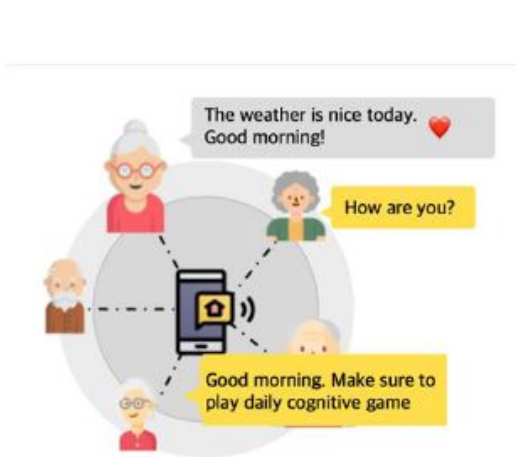 The weather is nice today.
Good morning!
How are you?
Good morning. Make sure to
play daily cognitive game